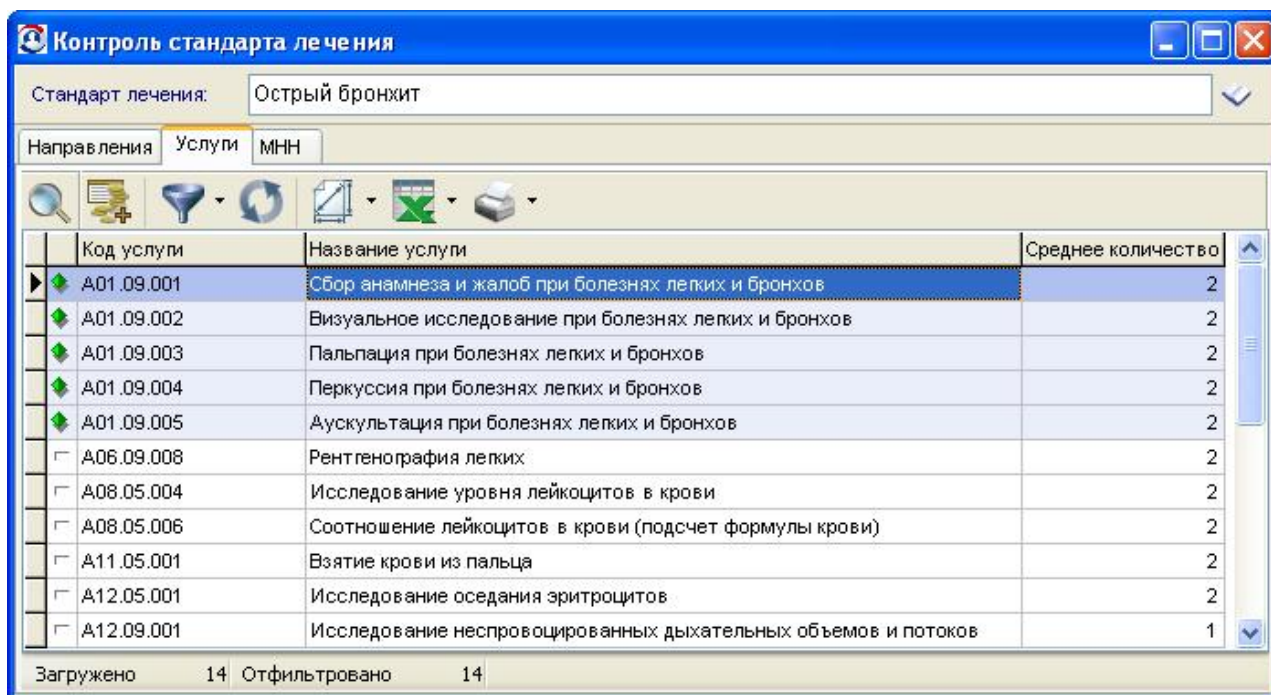 Контроль стандарта лечения
Стандарт лечения: Острый бронхит
Направления Услуги МНН
Код услуги Название услуги Среднее количество
A01.09.001 Сбор анамнеза и жалоб при болезнях легких и бронхов 2
A01.09.002 Визуальное исследование при болезнях легких и бронхов 2
A01.09.003 Пальпация при болезнях легких и бронхов 2
A01.09.004 Перкуссия при болезнях легких и бронхов 2
A01.09.005 Аускультация при болезнях легких и бронхов 2
A06.09.008 Рентгенография легких 2
A08.05.004 Исследование уровня лейкоцитов в крови 2
A08.05.006 Соотношение лейкоцитов в крови (подсчет формулы крови) 2
A11.05.001 Взятие крови из пальца 2
A12.05.001 Исследование оседания эритроцитов 2
A12.09.001 Исследование неспровоцированных дыхательных объемов и потоков 1
Загружено 14 Отфильтровано 14